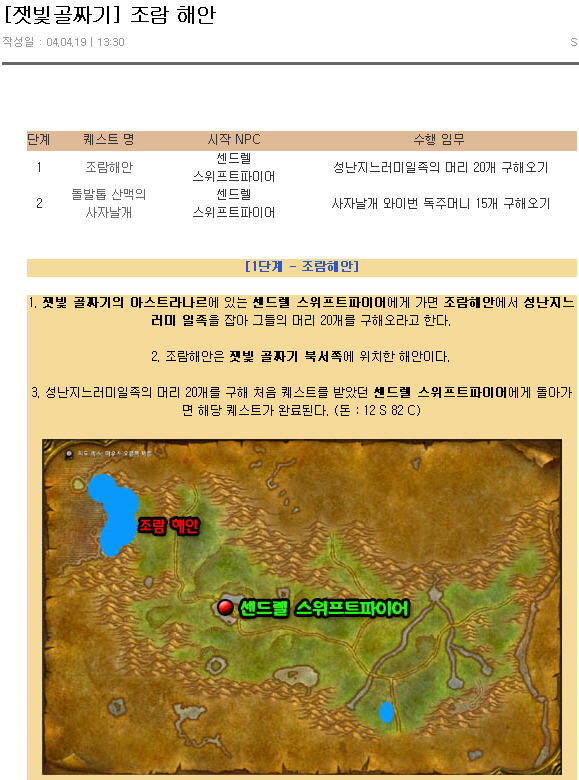 [잿빛골짜기] 조람 해안
작성일 : 04.04.19 | 13:30
S
단계 퀘스트 명 시작 NPC 수행 임무
1 조람해안 센드렐 스위프트파이어 성난지느러미일족의 머리 20개 구해오기
2 돌발톱 산맥의 사자날개 센드렐 스위프트파이어 사자날개 와이번 독주머니 15개 구해오기
[1단계 - 조람해안]
1. 잿빛 골짜기의 아스트라나르에 있는 센드렐 스위프트파이어에게 가면 조람해안에서 성난지느
러미 일족을 잡아 그들의 머리 20개를 구해오라고 한다.
2. 조람해안은 잿빛 골짜기 북서쪽에 위치한 해안이다.
3. 성난지느러미일족의 머리 20개를 구해 처음 퀘스트를 받았던 센드렐 스위프트파이어에게 돌아가
면 해당 퀘스트가 완료된다. (돈 : 12 S 82 C)
조람 해안
센드렐 스위프트파이어